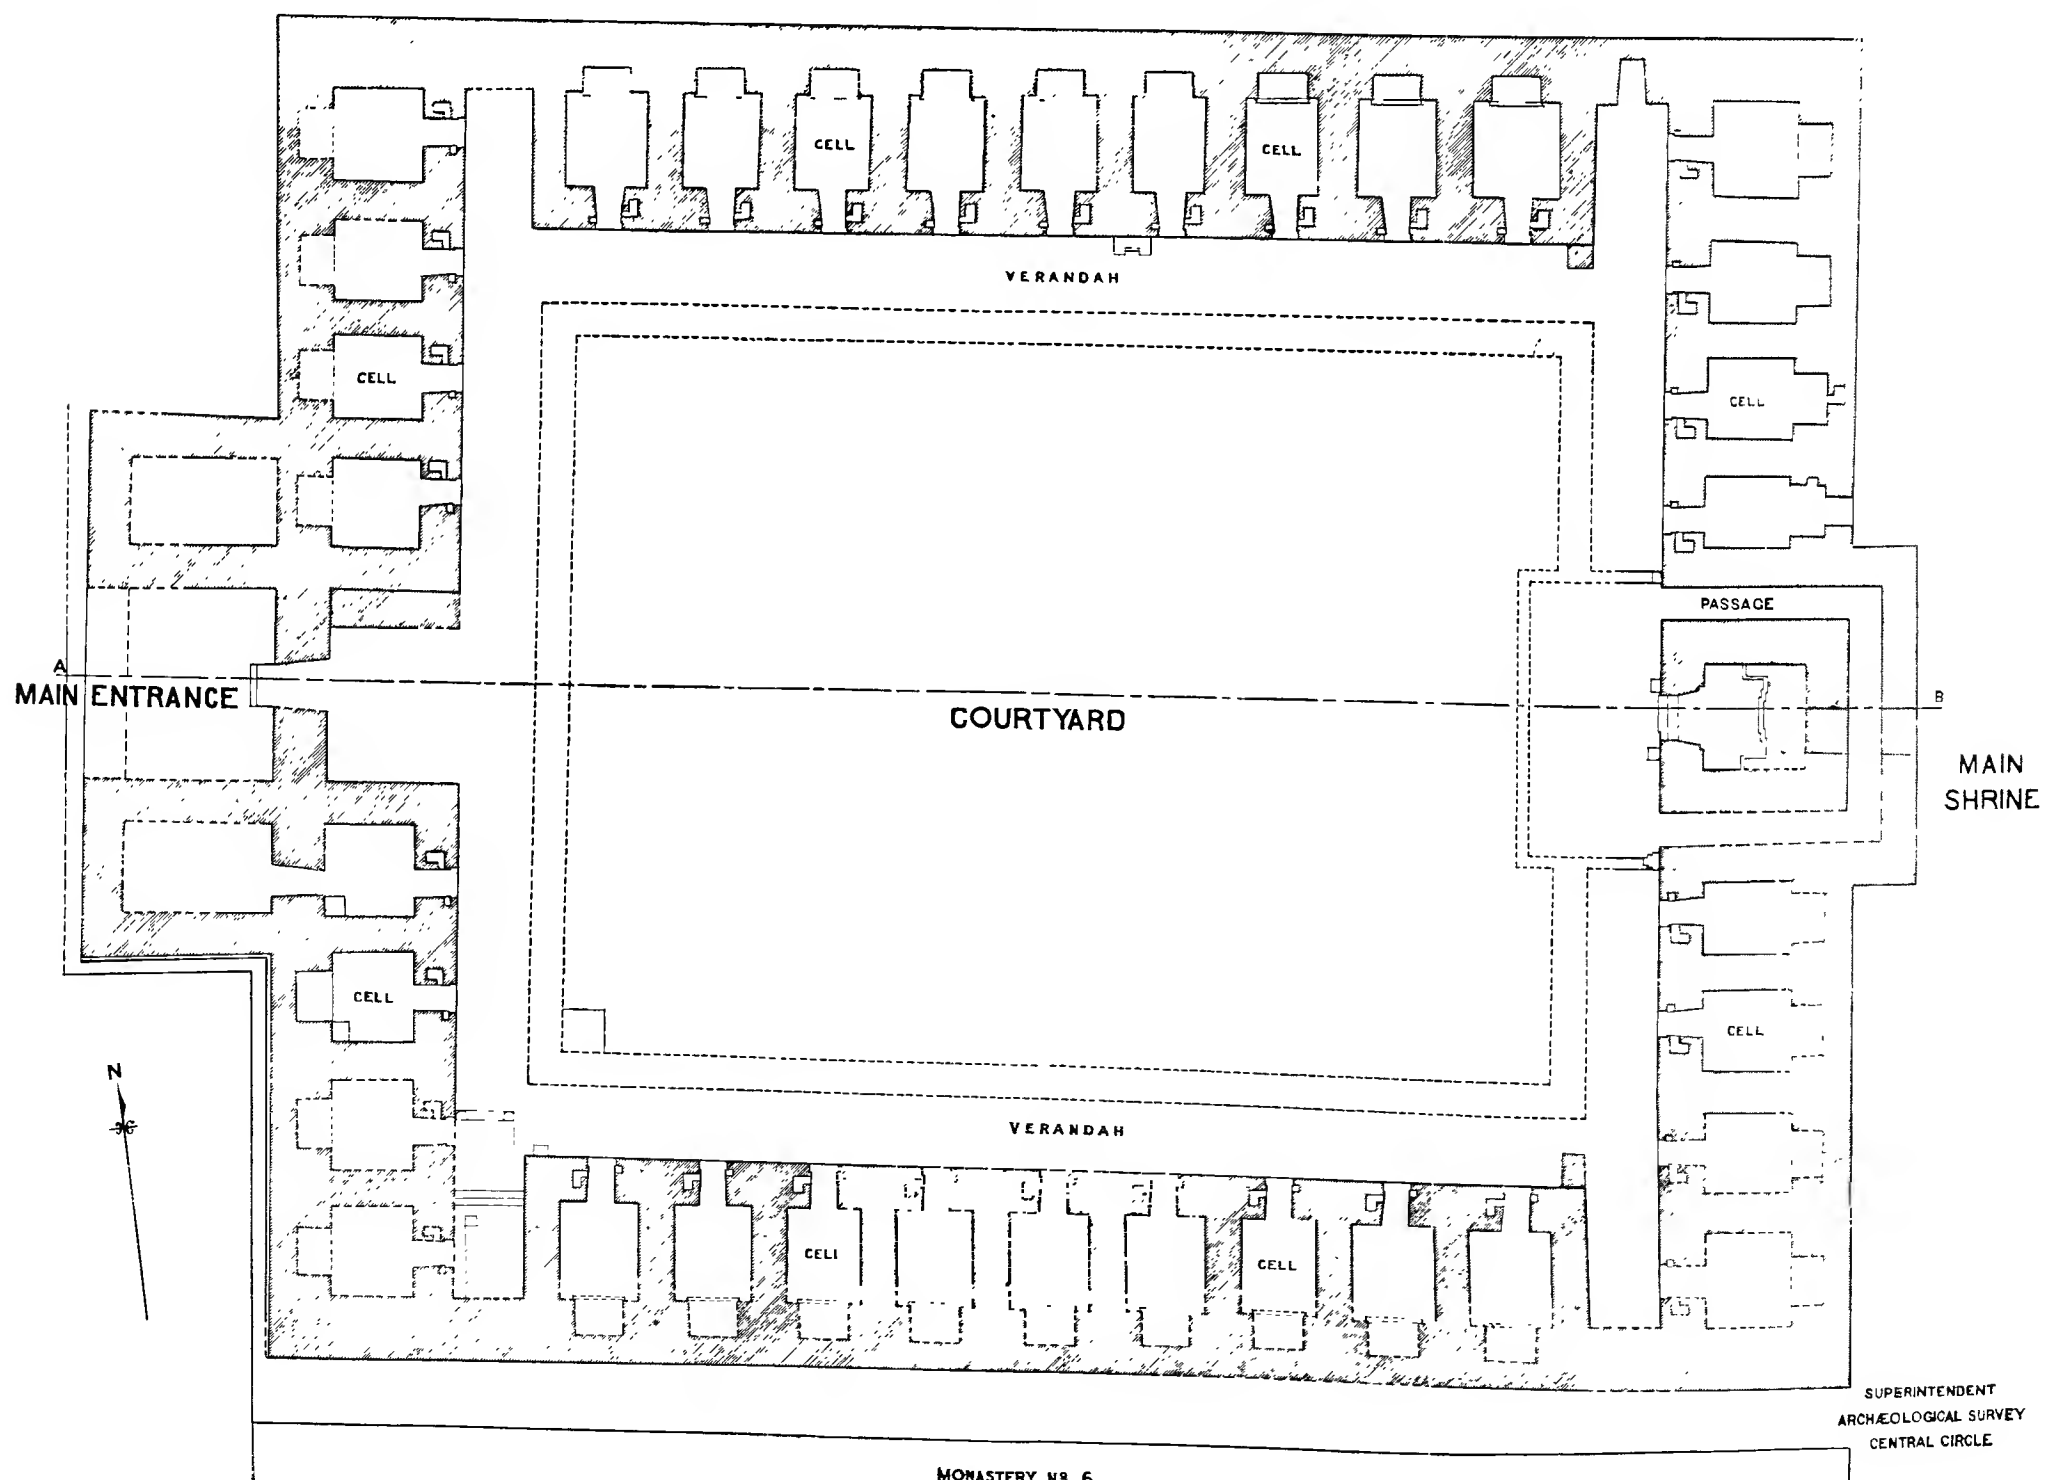 CELL
CELL
VERANDAH
CELL
CELL
PASSAGE
A
MAIN ENTRANCE
B
COURTYARD
MAIN
SHRINE
CELL
CELL
N
VERANDAH
CELL
CELL
SUPERINTENDENT
ARCHÆOLOGICAL SURVEY
CENTRAL CIRCLE
MONASTERY Nº 6